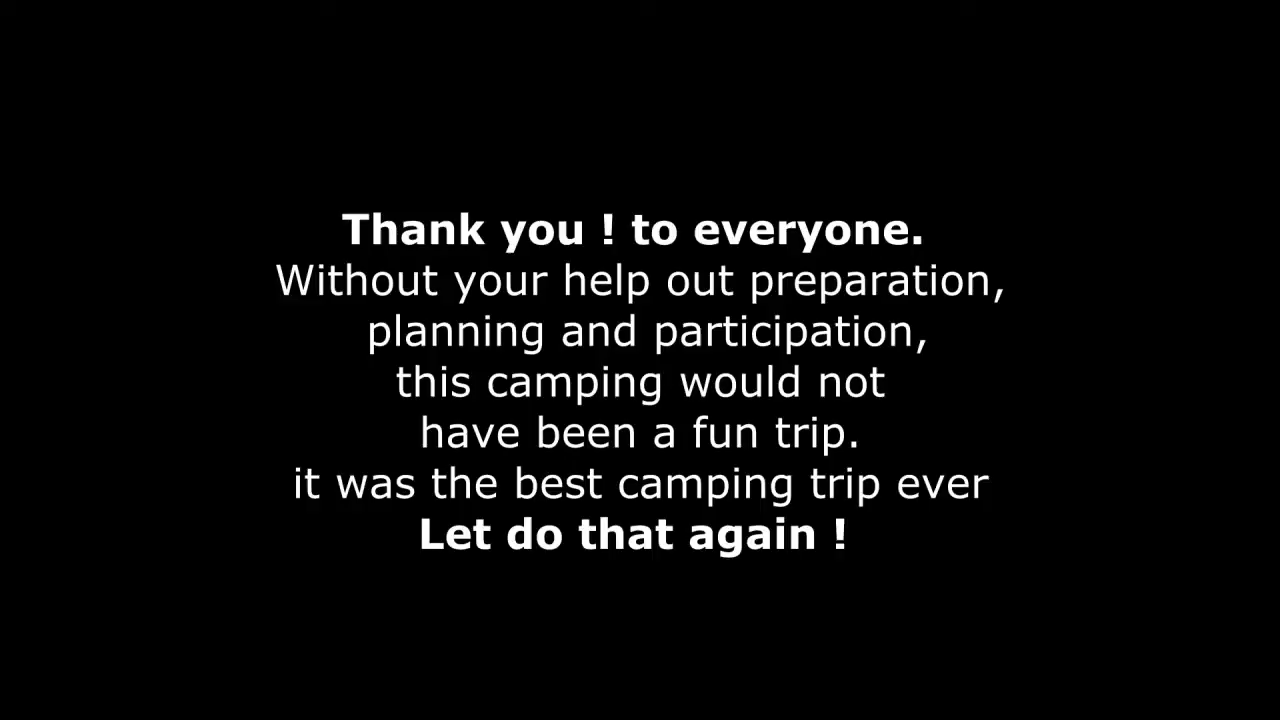 Thank you ! to everyone.
Without your help out preparation,
planning and participation,
this camping would not
have been a fun trip.
it was the best camping trip ever
Let do that again !